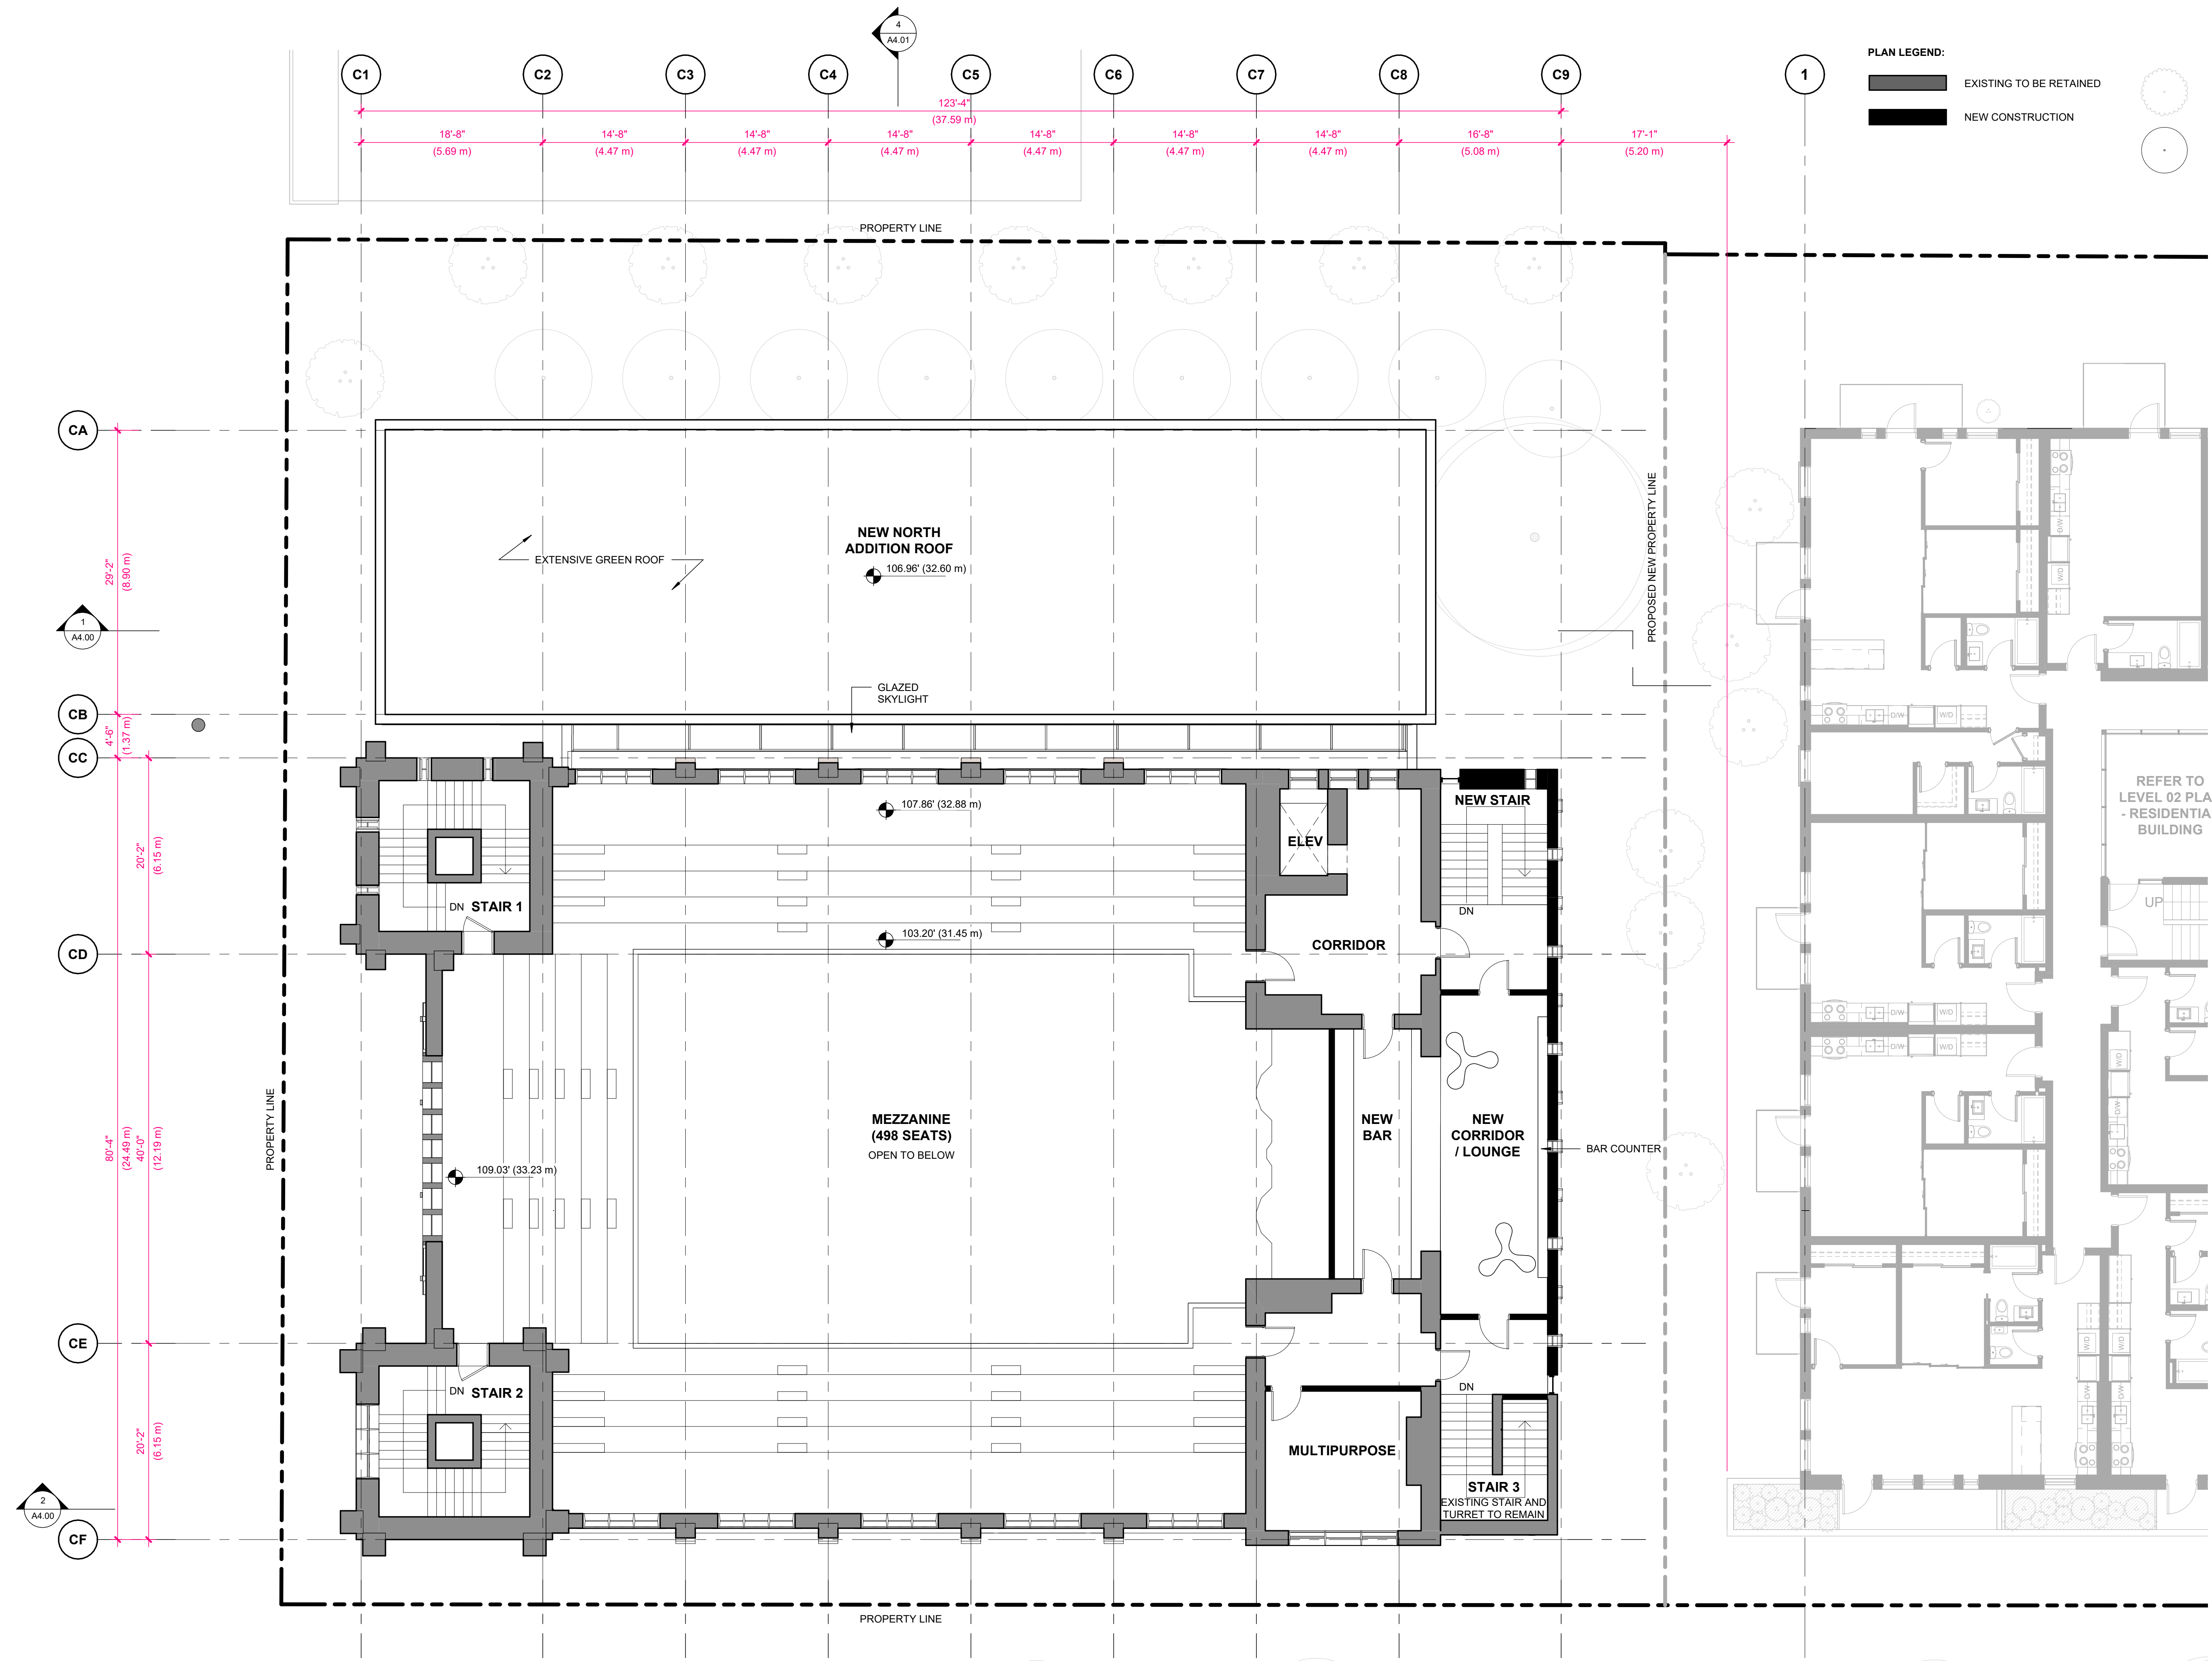 4
A4.01
C1
C2
C3
C4
C5
C6
C7
C8
C9
1
PLAN LEGEND:
EXISTING TO BE RETAINED
NEW CONSTRUCTION
123'-4"
(37.59 m)
18'-8"
(5.69 m)
14'-8"
(4.47 m)
14'-8"
(4.47 m)
14'-8"
(4.47 m)
14'-8"
(4.47 m)
14'-8"
(4.47 m)
14'-8"
(4.47 m)
16'-8"
(5.08 m)
17'-1"
(5.20 m)
PROPERTY LINE
CA
29'-2"
(8.90 m)
1
A4.00
CB
4'-6"
(1.37 m)
CC
20'-2"
(6.15 m)
CD
80'-4"
(24.49 m)
40'-0"
(12.19 m)
CE
20'-2"
(6.15 m)
2
A4.00
CF
NEW NORTH
ADDITION ROOF
106.96' (32.60 m)
EXTENSIVE GREEN ROOF
GLAZED
SKYLIGHT
PROPOSED NEW PROPERTY LINE
107.86' (32.88 m)
103.20' (31.45 m)
DN
STAIR 1
ELEV
NEW STAIR
DN
CORRIDOR
PROPERTY LINE
MEZZANINE
(498 SEATS)
OPEN TO BELOW
109.03' (33.23 m)
NEW
BAR
NEW
CORRIDOR
/ LOUNGE
BAR COUNTER
DN
STAIR 2
DN
MULTIPURPOSE
STAIR 3
EXISTING STAIR AND
TURRET TO REMAIN
PROPERTY LINE
D/W
W/D
D/W
W/D
REFER TO
LEVEL 02 PLA
- RESIDENTIA
BUILDING
UP
D/W
W/D
D/W
W/D
W/D
D/W
W/D
W/D
D/W
D/W